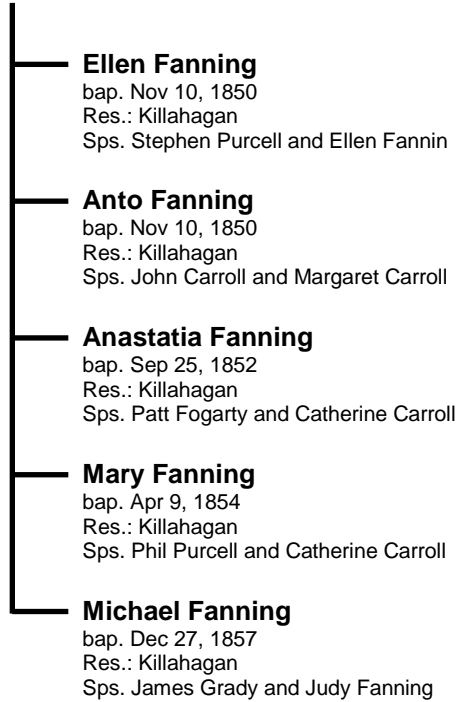 Ellen Fanning
bap. Nov 10, 1850
Res.: Killahagan
Sps. Stephen Purcell and Ellen Fannin
Anto Fanning
bap. Nov 10, 1850
Res.: Killahagan
Sps. John Carroll and Margaret Carroll
Anastatia Fanning
bap. Sep 25, 1852
Res.: Killahagan
Sps. Patt Fogarty and Catherine Carroll
Mary Fanning
bap. Apr 9, 1854
Res.: Killahagan
Sps. Phil Purcell and Catherine Carroll
Michael Fanning
bap. Dec 27, 1857
Res.: Killahagan
Sps. James Grady and Judy Fanning